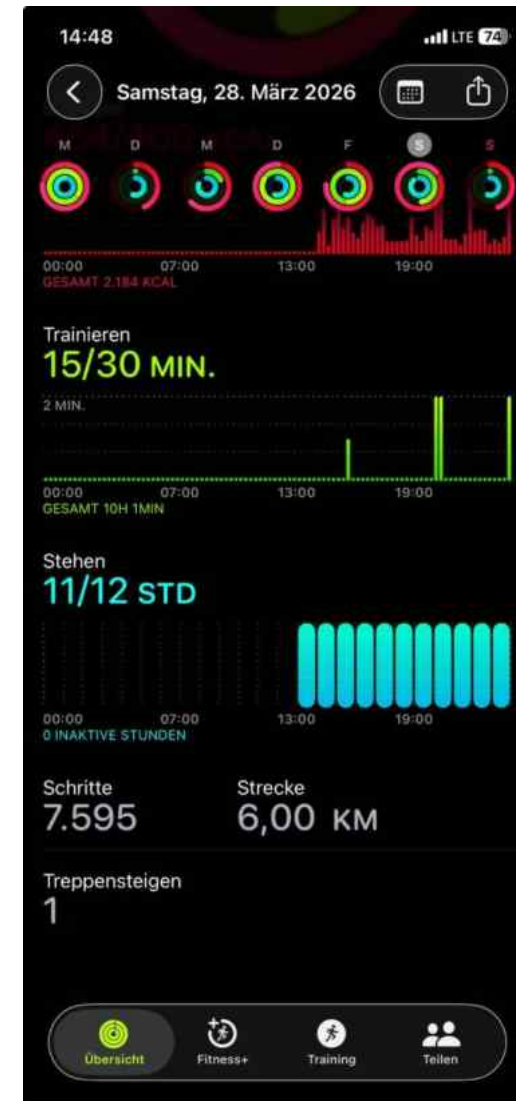 14:48
LTE 74
Samstag, 28. März 2026
M D M D F S S
00:00 07:00 13:00 19:00
GESAMT 2.184 KCAL
Trainieren
15/30 MIN.
2 MIN.
00:00 07:00 13:00 19:00
GESAMT 10H 1MIN
Stehen
11/12 STD
00:00 07:00 13:00 19:00
0 INAKTIVE STUNDEN
Schritte Strecke
7.595 6,00 KM
Treppensteigen
1
Übersicht Fitness+ Training Teilen